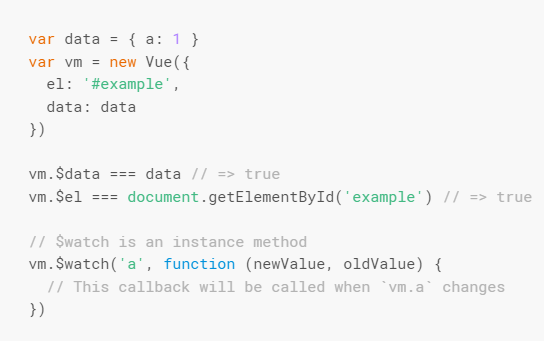 var data = { a: 1 }
var vm = new Vue({
  el: '#example',
  data: data
})

vm.$data === data // => true
vm.$el === document.getElementById('example') // => true

// $watch is an instance method
vm.$watch('a', function (newValue, oldValue) {
  // This callback will be called when `vm.a` changes
})